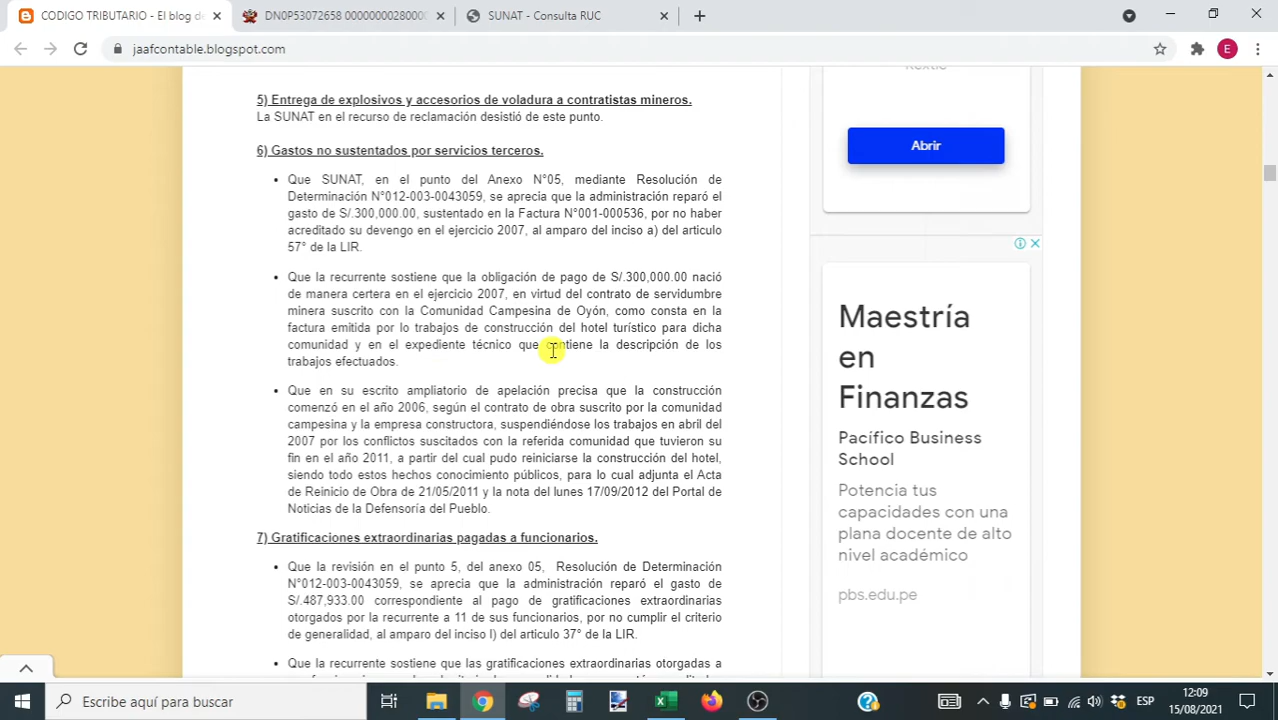 CODIGO TRIBUTARIO - El blog de
DN0P53072658 00000000280000
SUNAT - Consulta RUC
jaafcontable.blogspot.com
E
5) Entrega de explosivos y accesorios de voladura a contratistas mineros.
La SUNAT en el recurso de reclamación desistió de este punto.
6) Gastos no sustentados por servicios terceros.
• Que SUNAT, en el punto del Anexo N°05, mediante Resolución de
Determinación N°012-003-0043059, se aprecia que la administración reparó el
gasto de S/.300,000.00, sustentado en la Factura N°001-000536, por no haber
acreditado su devengo en el ejercicio 2007, al amparo del inciso a) del articulo
57° de la LIR.
• Que la recurrente sostiene que la obligación de pago de S/.300,000.00 nació
de manera certera en el ejercicio 2007, en virtud del contrato de servidumbre
minera suscrito con la Comunidad Campesina de Oyón, como consta en la
factura emitida por lo trabajos de construcción del hotel turístico para dicha
comunidad y en el expediente técnico que contiene la descripción de los
trabajos efectuados.
• Que en su escrito ampliatorio de apelación precisa que la construcción
comenzó en el año 2006, según el contrato de obra suscrito por la comunidad
campesina y la empresa constructora, suspendiéndose los trabajos en abril del
2007 por los conflictos suscitados con la referida comunidad que tuvieron su
fin en el año 2011, a partir del cual pudo reiniciarse la construcción del hotel,
siendo todo estos hechos conocimiento públicos, para lo cual adjunta el Acta
de Reinicio de Obra de 21/05/2011 y la nota del lunes 17/09/2012 del Portal de
Noticias de la Defensoría del Pueblo.
7) Gratificaciones extraordinarias pagadas a funcionarios.
• Que la revisión en el punto 5, del anexo 05, Resolución de Determinación
N°012-003-0043059, se aprecia que la administración reparó el gasto de
S/.487,933.00 correspondiente al pago de gratificaciones extraordinarias
otorgados por la recurrente a 11 de sus funcionarios, por no cumplir el criterio
de generalidad, al amparo del inciso l) del articulo 37° de la LIR.
• Que la recurrente sostiene que las gratificaciones extraordinarias otorgadas a
Abrir
Maestría
en
Finanzas
Pacífico Business
School
Potencia tus
capacidades con una
plana docente de alto
nivel académico
pbs.edu.pe
Escribe aquí para buscar
ESP
12:09
15/08/2021